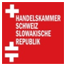 HANDELSKAMMER
SCHWEIZ
SLOWAKISCHE
REPUBLIK